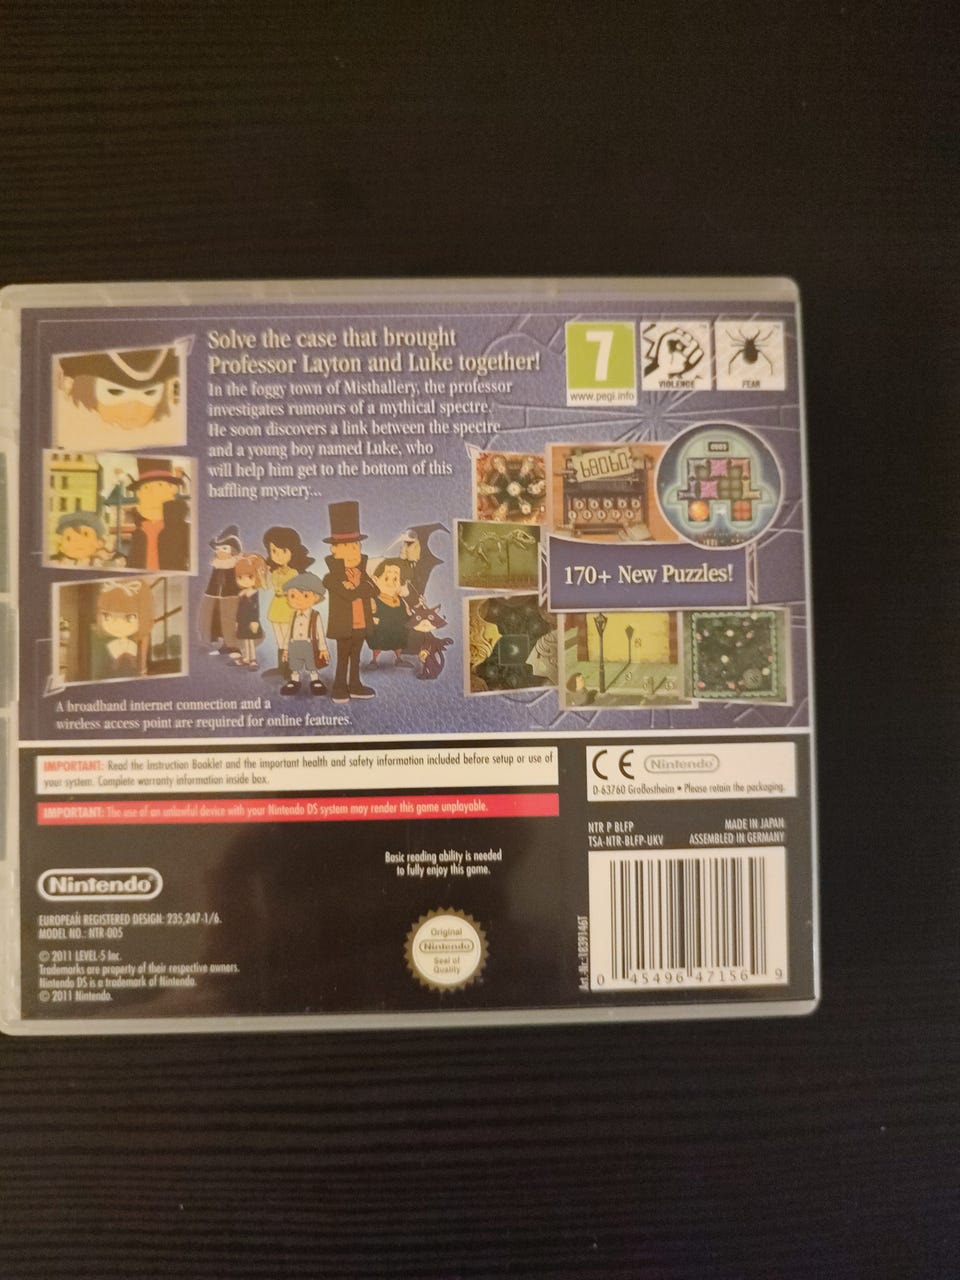 Solve the case that brought
Professor Layton and Luke together!
In the foggy town of Misthallery, the professor
investigates rumours of a mythical spectre.
He soon discovers a link between the spectre
and a young boy named Luke, who
will help him get to the bottom of this
baffling mystery...
7
www.pegi.info
VIOLENCE
FEAR
170+ New Puzzles!
A broadband internet connection and a
wireless access point are required for online features.
IMPORTANT: Read the Instruction Booklet and the important health and safety information included before setup or use of
your system. Complete warranty information inside box.
IMPORTANT: The use of an unlawful device with your Nintendo DS system may render this game unplayable.
CE Nintendo
D-63760 Großostheim • Please retain the packaging.
NTR P BLFP MADE IN JAPAN
TSA-NTR-BLFP-UKV ASSEMBLED IN GERMANY
Basic reading ability is needed
to fully enjoy this game.
Nintendo
EUROPEAN REGISTERED DESIGN: 235,247-1/6.
MODEL NO.: NTR-005
© 2011 LEVEL-5 Inc.
Trademarks are property of their respective owners.
Nintendo DS is a trademark of Nintendo.
© 2011 Nintendo.
Original
Nintendo
Seal of
Quality
Art.-Nr. 1839146T
0 45496 47156 9